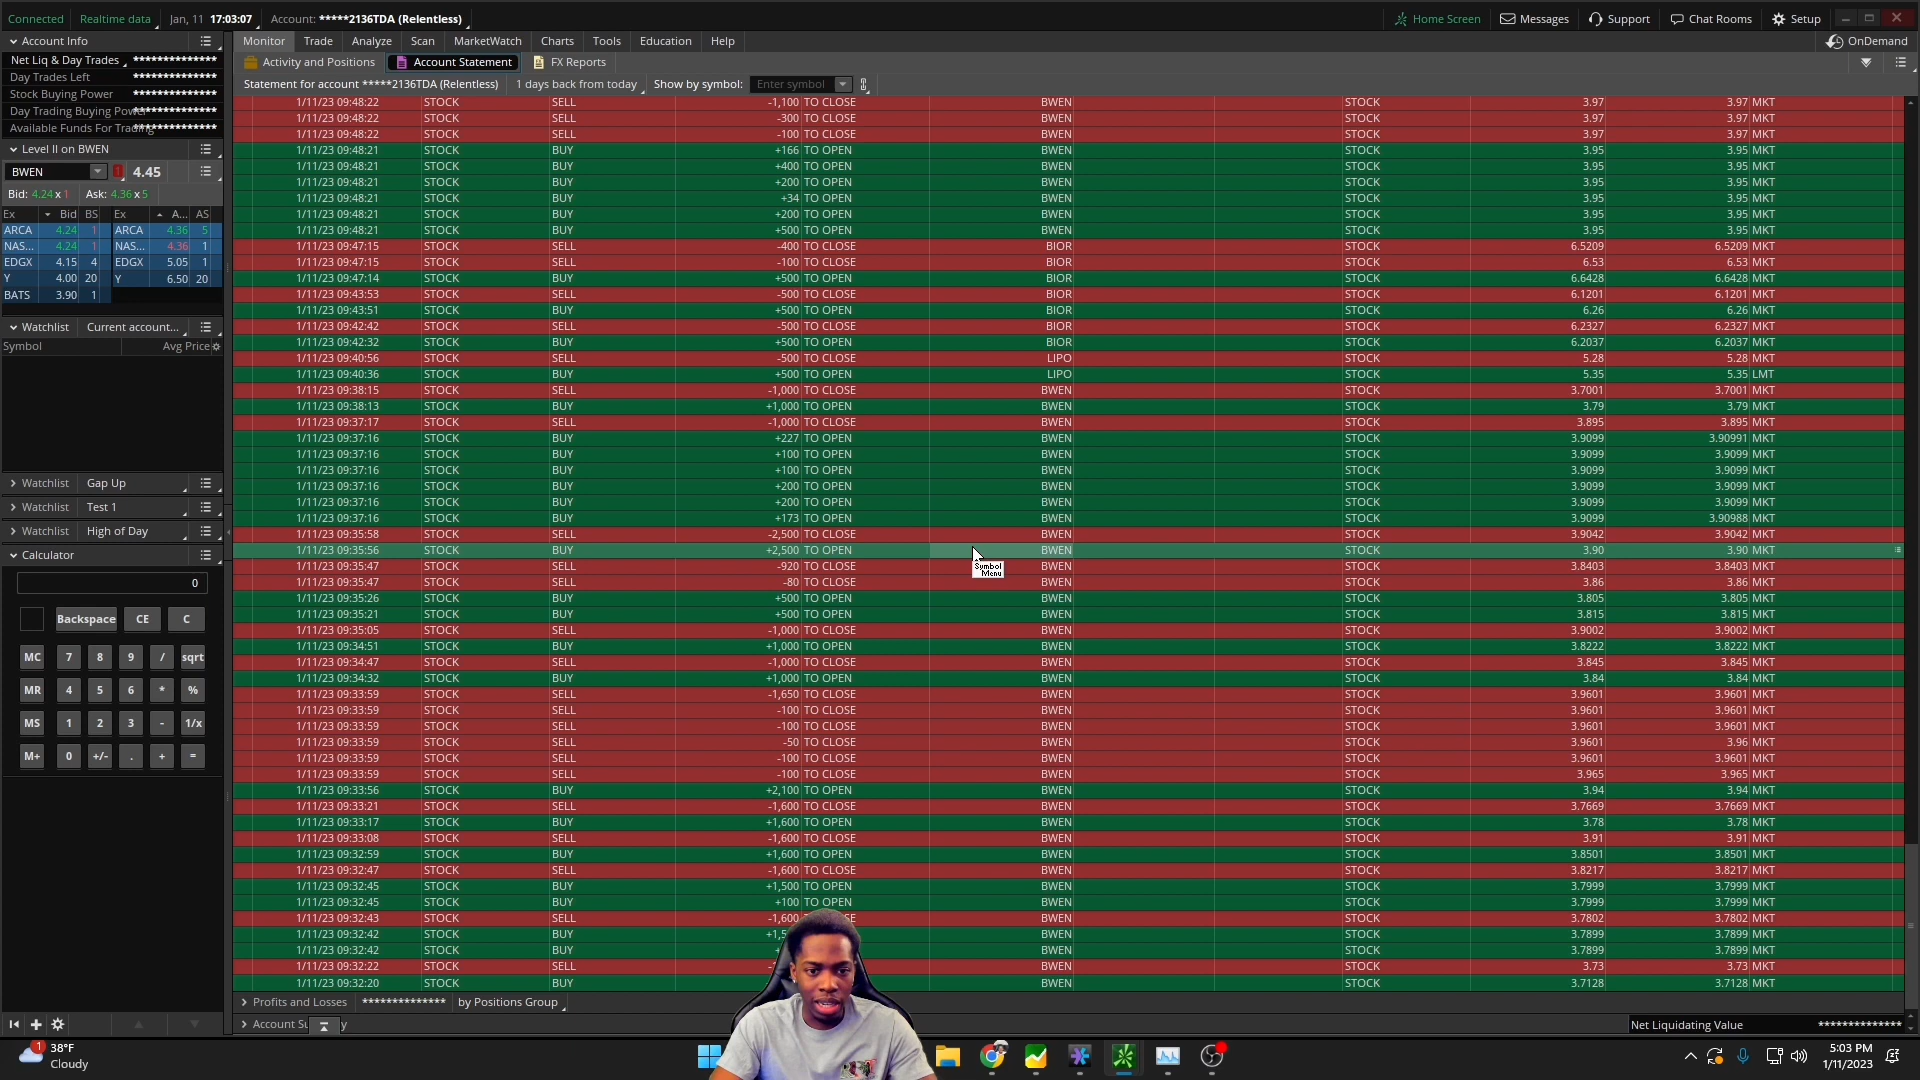 Connected Realtime data Jan, 11 17:03:07 Account: *****2136TDA (Relentless) Home Screen Messages Support Chat Rooms Setup
Account Info Monitor Trade Analyze Scan MarketWatch Charts Tools Education Help OnDemand
Net Liq & Day Trades ************** Activity and Positions Account Statement FX Reports
Day Trades Left **************
Stock Buying Power ************** Statement for account *****2136TDA (Relentless) 1 days back from today Show by symbol: Enter symbol
Day Trading Buying Power **************
Available Funds For Trading **************
Level II on BWEN
BWEN 1 4.45
Bid: 4.24 x 1 Ask: 4.36 x 5
Ex Bid BS Ex A... AS
ARCA 4.24 1 ARCA 4.36 5
NAS... 4.24 1 NAS... 4.36 1
EDGX 4.15 4 EDGX 5.05 1
Y 4.00 20 Y 6.50 20
BATS 3.90 1
Watchlist Current account...
Symbol Avg Price
Watchlist Gap Up
Watchlist Test 1
Watchlist High of Day
Calculator
0
Backspace CE C
MC 7 8 9 / sqrt
MR 4 5 6 * %
MS 1 2 3 - 1/x
M+ 0 +/- . + =
1/11/23 09:48:22 STOCK SELL -1,100 TO CLOSE BWEN STOCK 3.97 3.97 MKT
1/11/23 09:48:22 STOCK SELL -300 TO CLOSE BWEN STOCK 3.97 3.97 MKT
1/11/23 09:48:22 STOCK SELL -100 TO CLOSE BWEN STOCK 3.97 3.97 MKT
1/11/23 09:48:21 STOCK BUY +166 TO OPEN BWEN STOCK 3.95 3.95 MKT
1/11/23 09:48:21 STOCK BUY +400 TO OPEN BWEN STOCK 3.95 3.95 MKT
1/11/23 09:48:21 STOCK BUY +200 TO OPEN BWEN STOCK 3.95 3.95 MKT
1/11/23 09:48:21 STOCK BUY +34 TO OPEN BWEN STOCK 3.95 3.95 MKT
1/11/23 09:48:21 STOCK BUY +200 TO OPEN BWEN STOCK 3.95 3.95 MKT
1/11/23 09:48:21 STOCK BUY +500 TO OPEN BWEN STOCK 3.95 3.95 MKT
1/11/23 09:47:15 STOCK SELL -400 TO CLOSE BIOR STOCK 6.5209 6.5209 MKT
1/11/23 09:47:15 STOCK SELL -100 TO CLOSE BIOR STOCK 6.53 6.53 MKT
1/11/23 09:47:14 STOCK BUY +500 TO OPEN BIOR STOCK 6.6428 6.6428 MKT
1/11/23 09:43:53 STOCK SELL -500 TO CLOSE BIOR STOCK 6.1201 6.1201 MKT
1/11/23 09:43:51 STOCK BUY +500 TO OPEN BIOR STOCK 6.26 6.26 MKT
1/11/23 09:42:42 STOCK SELL -500 TO CLOSE BIOR STOCK 6.2327 6.2327 MKT
1/11/23 09:42:32 STOCK BUY +500 TO OPEN BIOR STOCK 6.2037 6.2037 MKT
1/11/23 09:40:56 STOCK SELL -500 TO CLOSE LIPO STOCK 5.28 5.28 MKT
1/11/23 09:40:36 STOCK BUY +500 TO OPEN LIPO STOCK 5.35 5.35 LMT
1/11/23 09:38:15 STOCK SELL -1,000 TO CLOSE BWEN STOCK 3.7001 3.7001 MKT
1/11/23 09:38:13 STOCK BUY +1,000 TO OPEN BWEN STOCK 3.79 3.79 MKT
1/11/23 09:37:17 STOCK SELL -1,000 TO CLOSE BWEN STOCK 3.895 3.895 MKT
1/11/23 09:37:16 STOCK BUY +227 TO OPEN BWEN STOCK 3.9099 3.90991 MKT
1/11/23 09:37:16 STOCK BUY +100 TO OPEN BWEN STOCK 3.9099 3.9099 MKT
1/11/23 09:37:16 STOCK BUY +100 TO OPEN BWEN STOCK 3.9099 3.9099 MKT
1/11/23 09:37:16 STOCK BUY +200 TO OPEN BWEN STOCK 3.9099 3.9099 MKT
1/11/23 09:37:16 STOCK BUY +200 TO OPEN BWEN STOCK 3.9099 3.9099 MKT
1/11/23 09:37:16 STOCK BUY +173 TO OPEN BWEN STOCK 3.9099 3.90988 MKT
1/11/23 09:35:58 STOCK SELL -2,500 TO CLOSE BWEN STOCK 3.9042 3.9042 MKT
1/11/23 09:35:56 STOCK BUY +2,500 TO OPEN BWEN STOCK 3.90 3.90 MKT
Symbol Menu
1/11/23 09:35:47 STOCK SELL -920 TO CLOSE BWEN STOCK 3.8403 3.8403 MKT
1/11/23 09:35:47 STOCK SELL -80 TO CLOSE BWEN STOCK 3.86 3.86 MKT
1/11/23 09:35:26 STOCK BUY +500 TO OPEN BWEN STOCK 3.805 3.805 MKT
1/11/23 09:35:21 STOCK BUY +500 TO OPEN BWEN STOCK 3.815 3.815 MKT
1/11/23 09:35:05 STOCK SELL -1,000 TO CLOSE BWEN STOCK 3.9002 3.9002 MKT
1/11/23 09:34:51 STOCK BUY +1,000 TO OPEN BWEN STOCK 3.8222 3.8222 MKT
1/11/23 09:34:47 STOCK SELL -1,000 TO CLOSE BWEN STOCK 3.845 3.845 MKT
1/11/23 09:34:32 STOCK BUY +1,000 TO OPEN BWEN STOCK 3.84 3.84 MKT
1/11/23 09:33:59 STOCK SELL -1,650 TO CLOSE BWEN STOCK 3.9601 3.9601 MKT
1/11/23 09:33:59 STOCK SELL -100 TO CLOSE BWEN STOCK 3.9601 3.9601 MKT
1/11/23 09:33:59 STOCK SELL -100 TO CLOSE BWEN STOCK 3.9601 3.9601 MKT
1/11/23 09:33:59 STOCK SELL -50 TO CLOSE BWEN STOCK 3.9601 3.96 MKT
1/11/23 09:33:59 STOCK SELL -100 TO CLOSE BWEN STOCK 3.9601 3.9601 MKT
1/11/23 09:33:59 STOCK SELL -100 TO CLOSE BWEN STOCK 3.965 3.965 MKT
1/11/23 09:33:56 STOCK BUY +2,100 TO OPEN BWEN STOCK 3.94 3.94 MKT
1/11/23 09:33:21 STOCK SELL -1,600 TO CLOSE BWEN STOCK 3.7669 3.7669 MKT
1/11/23 09:33:17 STOCK BUY +1,600 TO OPEN BWEN STOCK 3.78 3.78 MKT
1/11/23 09:33:08 STOCK SELL -1,600 TO CLOSE BWEN STOCK 3.91 3.91 MKT
1/11/23 09:32:59 STOCK BUY +1,600 TO OPEN BWEN STOCK 3.8501 3.8501 MKT
1/11/23 09:32:47 STOCK SELL -1,600 TO CLOSE BWEN STOCK 3.8217 3.8217 MKT
1/11/23 09:32:45 STOCK BUY +1,500 TO OPEN BWEN STOCK 3.7999 3.7999 MKT
1/11/23 09:32:45 STOCK BUY +100 TO OPEN BWEN STOCK 3.7999 3.7999 MKT
1/11/23 09:32:43 STOCK SELL -1,600 BWEN STOCK 3.7802 3.7802 MKT
1/11/23 09:32:42 STOCK BUY BWEN STOCK 3.7899 3.7899 MKT
1/11/23 09:32:42 STOCK BUY BWEN STOCK 3.7899 3.7899 MKT
1/11/23 09:32:22 STOCK SELL BWEN STOCK 3.73 3.73 MKT
1/11/23 09:32:20 STOCK BUY BWEN STOCK 3.7128 3.7128 MKT
Profits and Losses ************** by Positions Group
Account Su y Net Liquidating Value **************
1 38°F
Cloudy
5:03 PM
1/11/2023